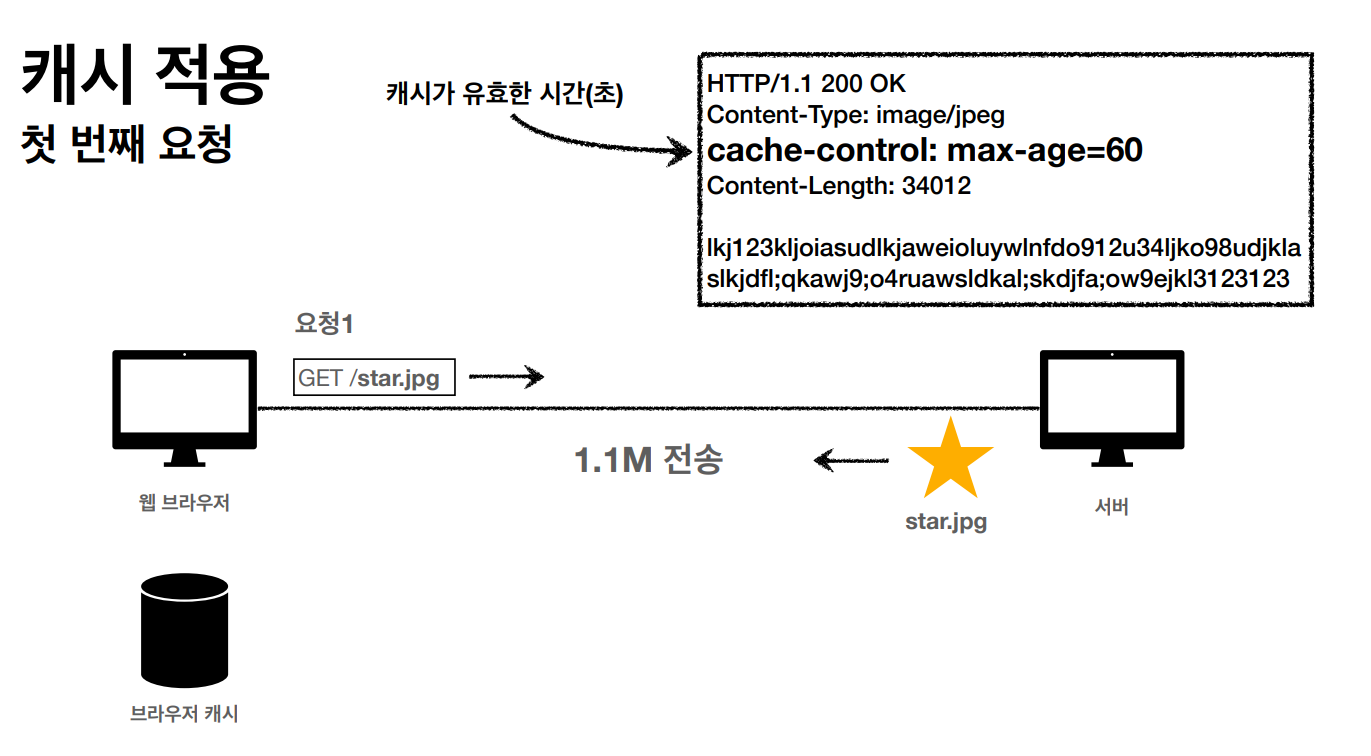 캐시 적용
첫 번째 요청
캐시가 유효한 시간(초)
HTTP/1.1 200 OK
Content-Type: image/jpeg
cache-control: max-age=60
Content-Length: 34012
lkj123kljoiasudlkjaweioluywlnfdo912u34ljko98udjkla
slkjdfl;qkawj9;o4ruawsldkal;skdjfa;ow9ejkl3123123
요청1
GET /star.jpg
1.1M 전송
star.jpg
웹 브라우저
서버
브라우저 캐시